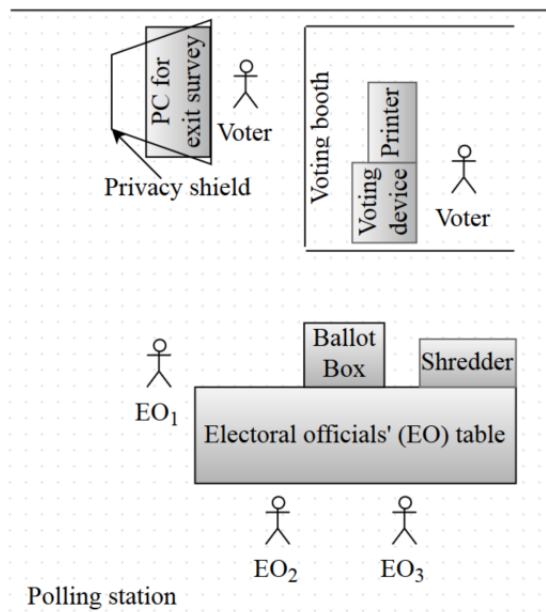 PC for
exit survey
Voter
Privacy shield
Voting booth
Printer
Voting
device
Voter
Ballot
Box
Shredder
EO1
Electoral officials' (EO) table
EO2
EO3
Polling station